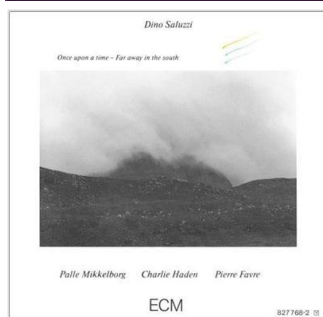 Dino Saluzzi
Once upon a time – Far away in the south
Palle Mikkelborg Charlie Haden Pierre Favre
ECM
827768-2